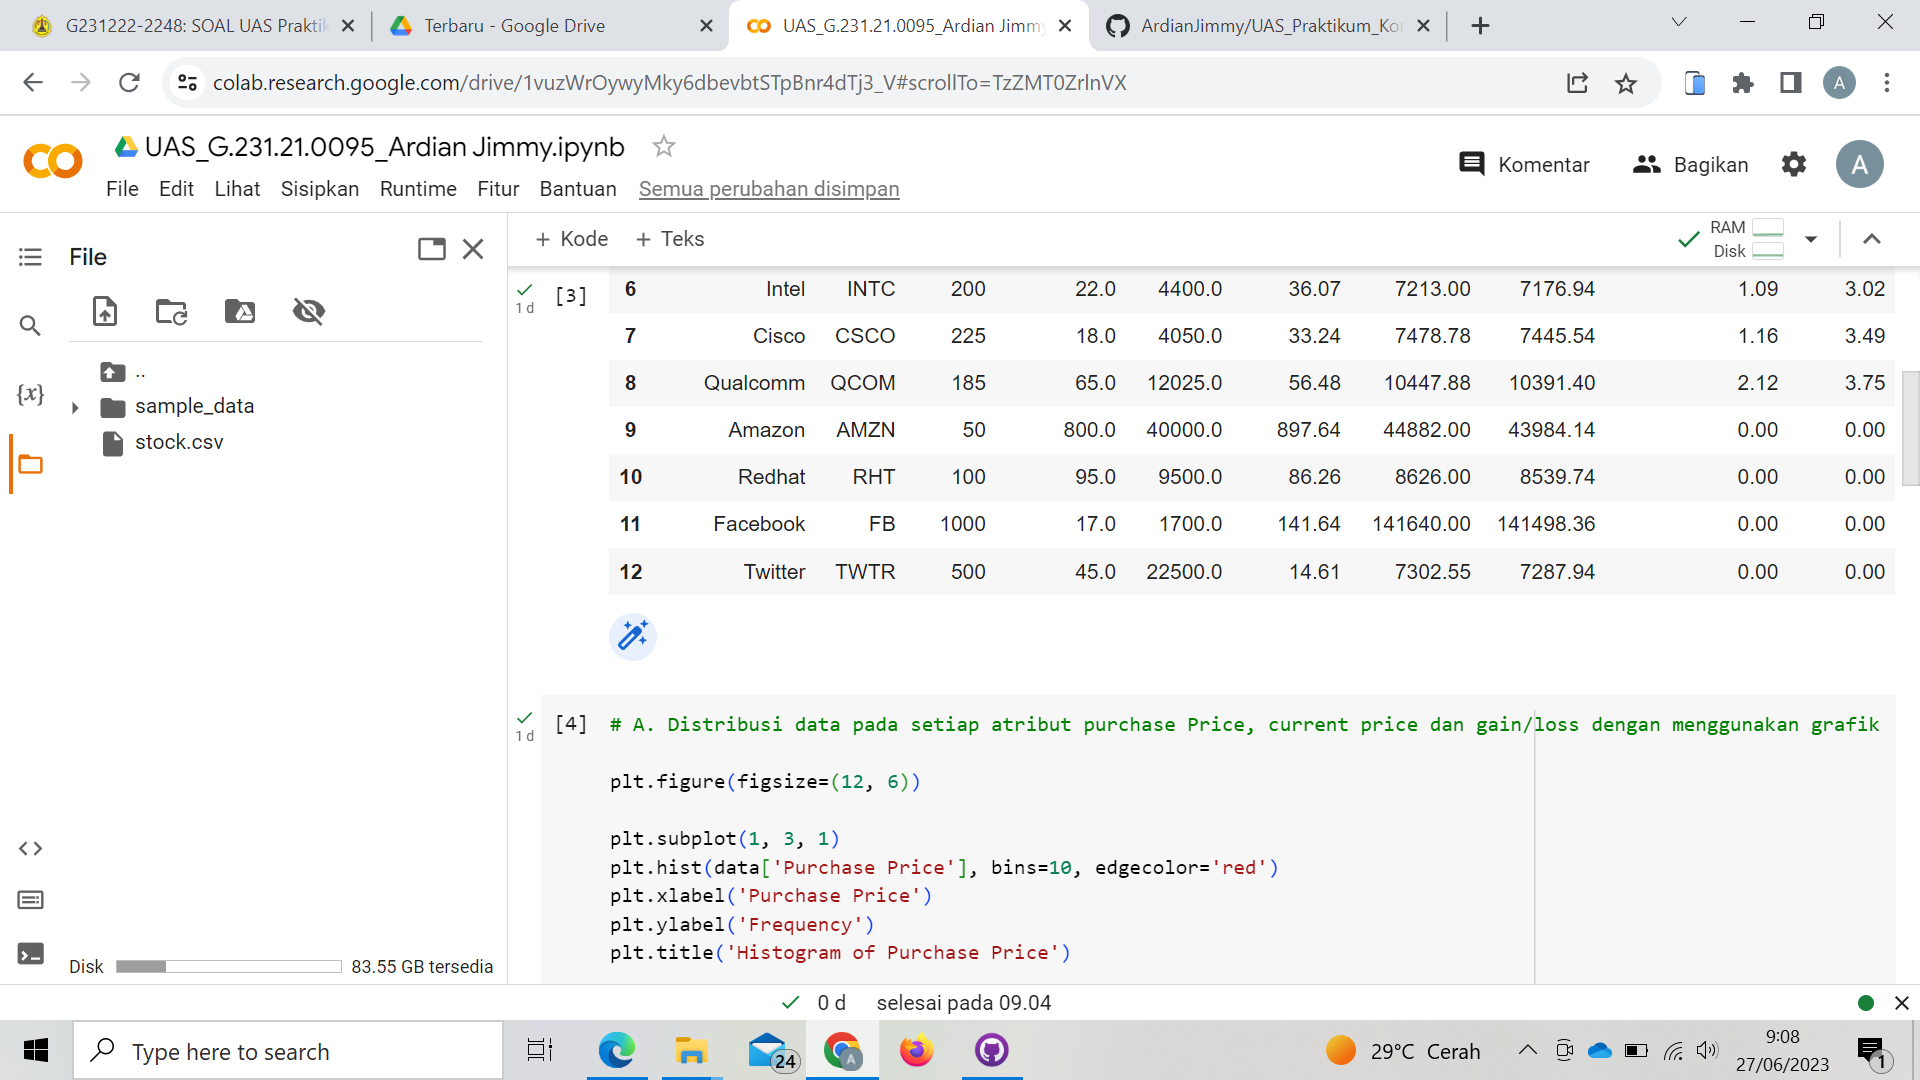 G231222-2248: SOAL UAS Prakti
Terbaru - Google Drive
UAS_G.231.21.0095_Ardian Jimmy
ArdianJimmy/UAS_Praktikum_Ko
colab.research.google.com/drive/1vuzWrOywyMky6dbevbtSTpBnr4dTj3_V#scrollTo=TzZMT0ZrlnVX
A
UAS_G.231.21.0095_Ardian Jimmy.ipynb
Komentar
Bagikan
A
File Edit Lihat Sisipkan Runtime Fitur Bantuan Semua perubahan disimpan
File
+ Kode + Teks
RAM
Disk
..
sample_data
stock.csv
{x}
1 d
[3]
6 Intel INTC 200 22.0 4400.0 36.07 7213.00 7176.94 1.09 3.02
7 Cisco CSCO 225 18.0 4050.0 33.24 7478.78 7445.54 1.16 3.49
8 Qualcomm QCOM 185 65.0 12025.0 56.48 10447.88 10391.40 2.12 3.75
9 Amazon AMZN 50 800.0 40000.0 897.64 44882.00 43984.14 0.00 0.00
10 Redhat RHT 100 95.0 9500.0 86.26 8626.00 8539.74 0.00 0.00
11 Facebook FB 1000 17.0 1700.0 141.64 141640.00 141498.36 0.00 0.00
12 Twitter TWTR 500 45.0 22500.0 14.61 7302.55 7287.94 0.00 0.00
1 d
[4]
# A. Distribusi data pada setiap atribut purchase Price, current price dan gain/loss dengan menggunakan grafik
plt.figure(figsize=(12, 6))
plt.subplot(1, 3, 1)
plt.hist(data['Purchase Price'], bins=10, edgecolor='red')
plt.xlabel('Purchase Price')
plt.ylabel('Frequency')
plt.title('Histogram of Purchase Price')
Disk 83.55 GB tersedia
0 d selesai pada 09.04
Type here to search
24
A
29°C Cerah
9:08
27/06/2023
1